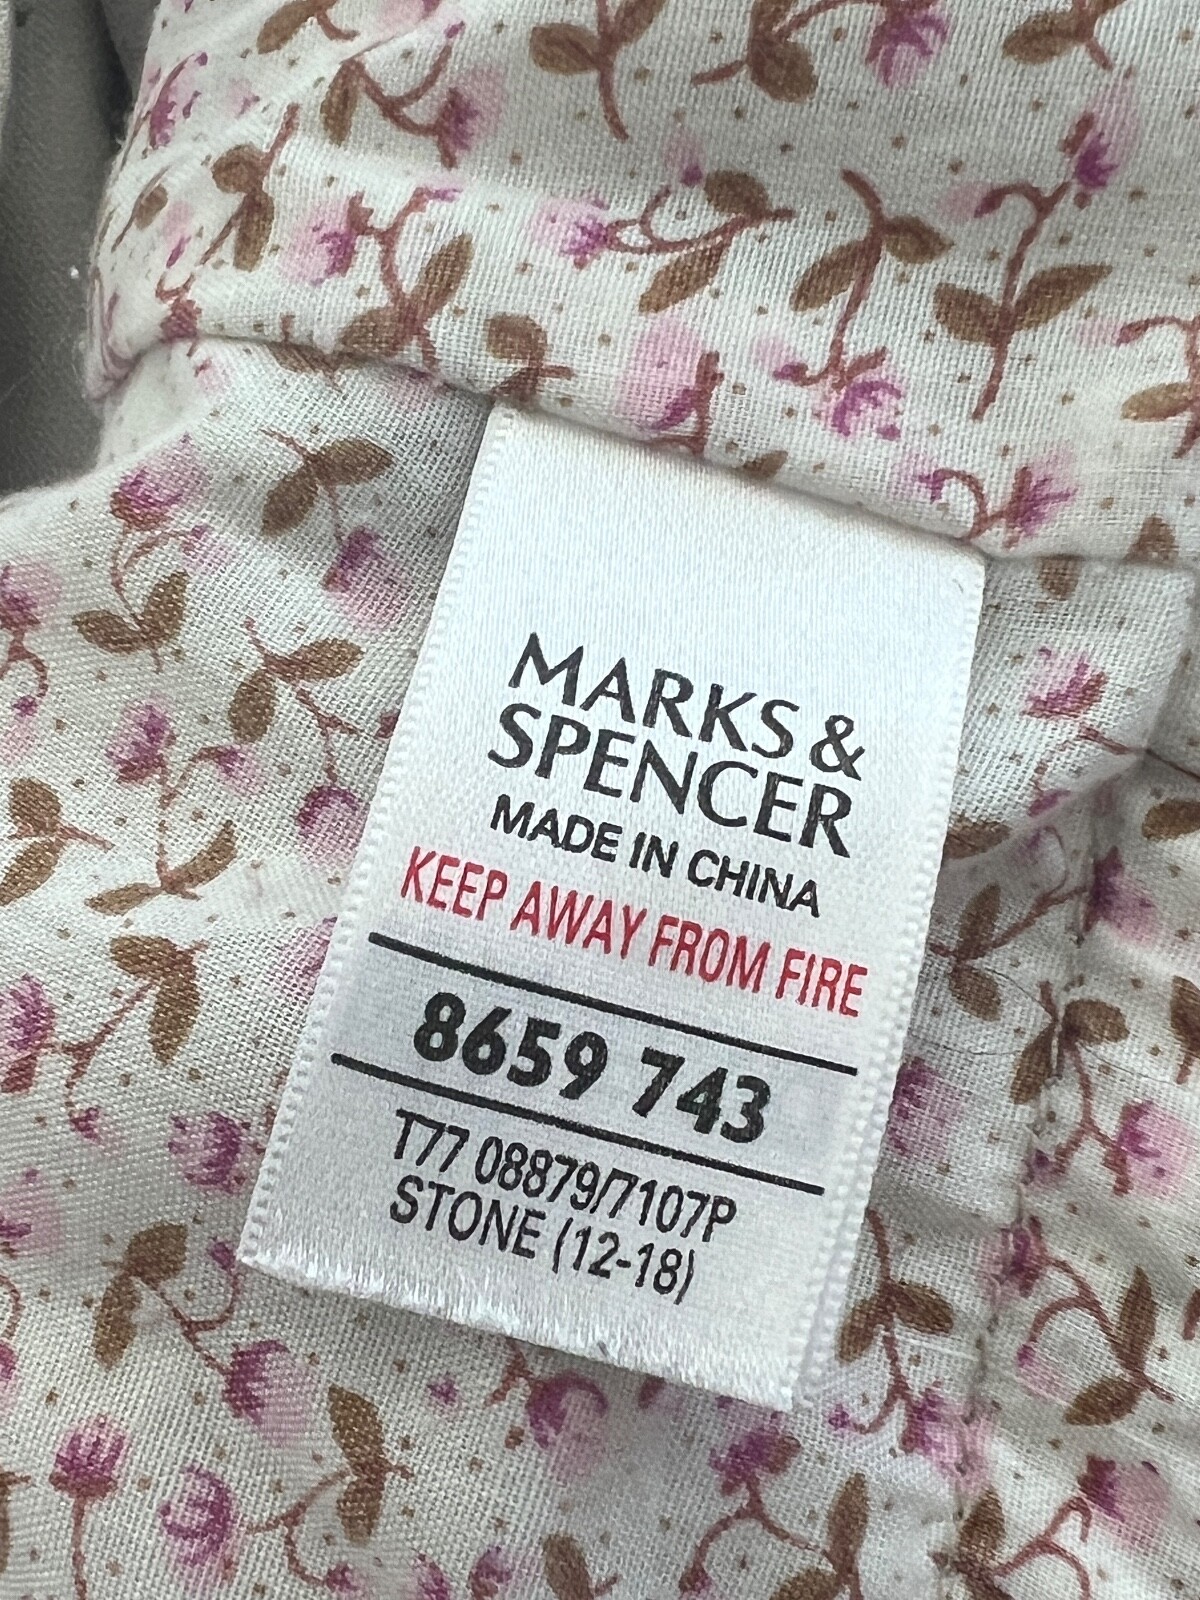 MARKS &
SPENCER
MADE IN CHINA
KEEP AWAY FROM FIRE
8659 743
T77 08879/7107P
STONE (12-18)